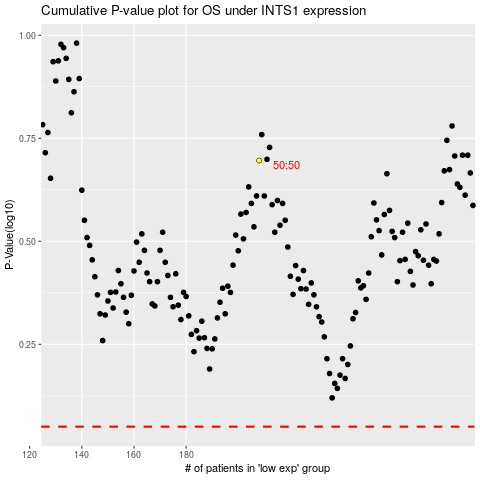 Cumulative P-value plot for OS under INTS1 expression
P-Value(log10)
1.00
0.75
0.50
0.25
50:50
120 140 160 180
# of patients in 'low exp' group